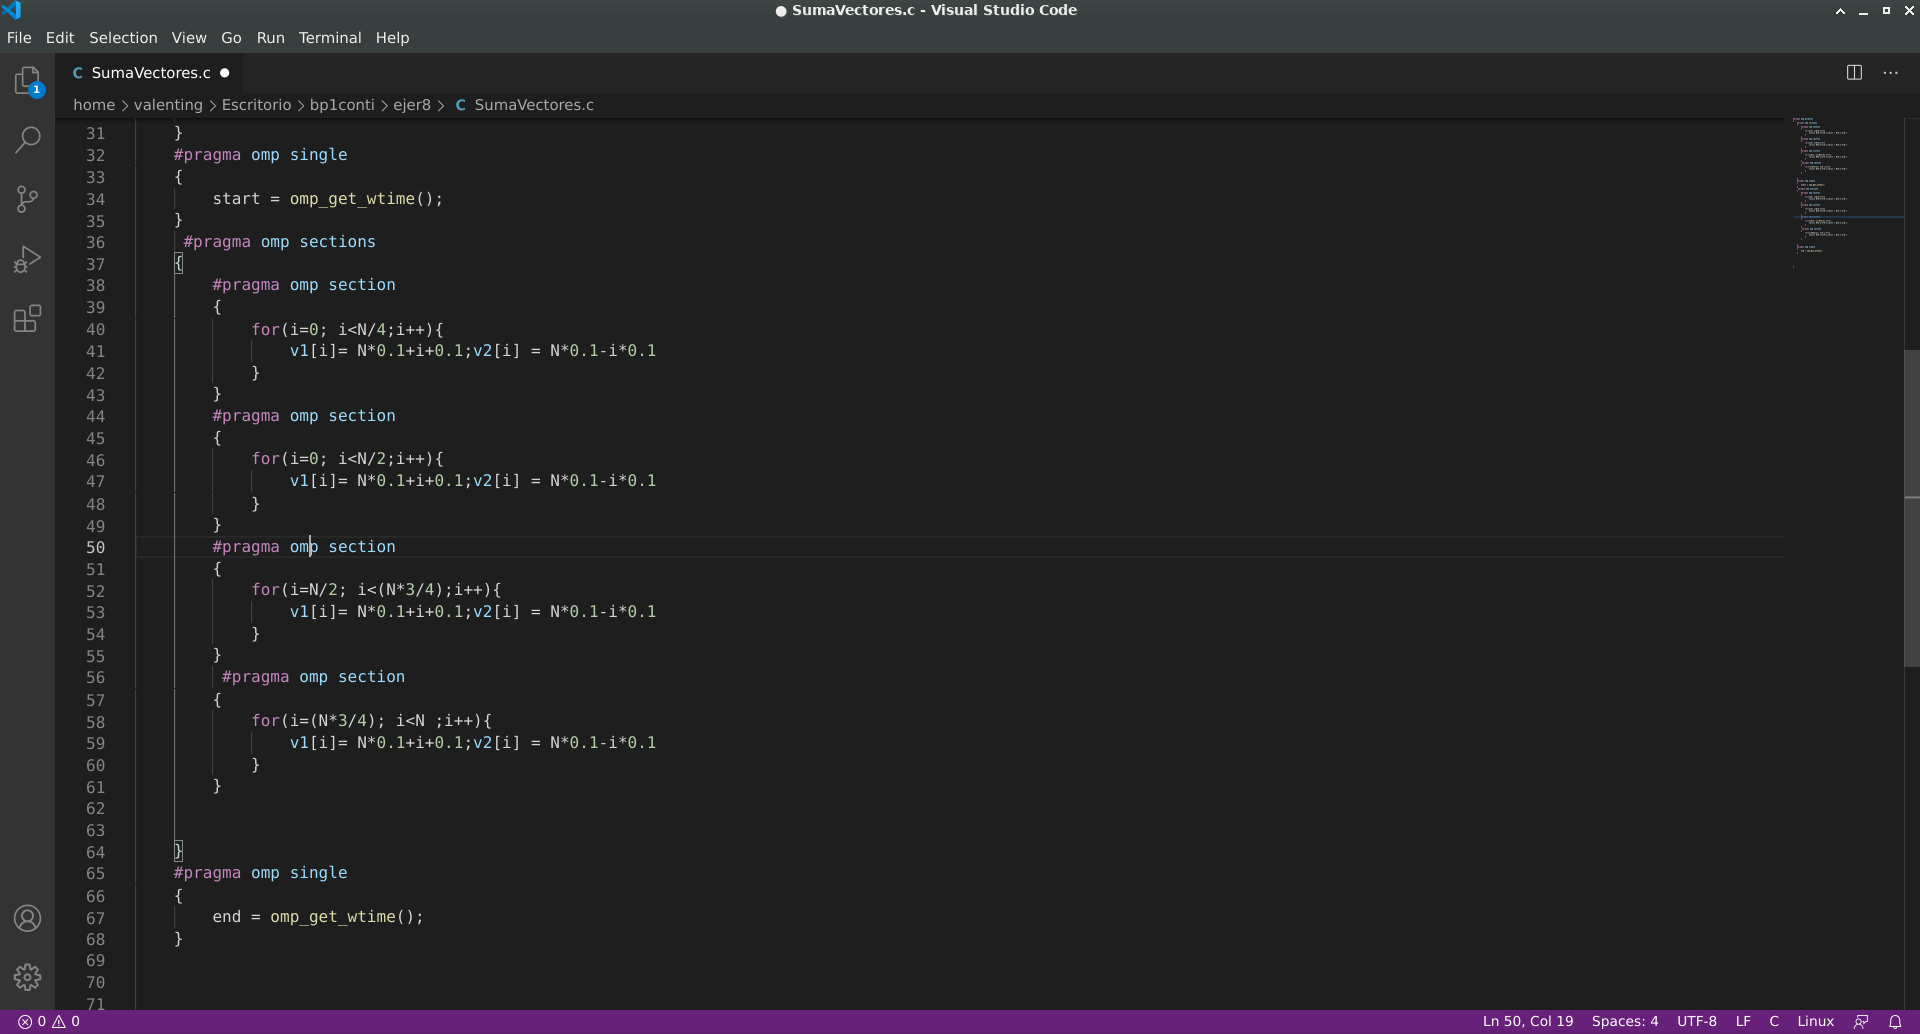 SumaVectores.c - Visual Studio Code
File Edit Selection View Go Run Terminal Help
1
C SumaVectores.c
home > valenting > Escritorio > bp1conti > ejer8 > C SumaVectores.c
31 }
32 #pragma omp single
33 {
34 start = omp_get_wtime();
35 }
36 #pragma omp sections
37 {
38 #pragma omp section
39 {
40 for(i=0; i<N/4;i++){
41 v1[i]= N*0.1+i+0.1;v2[i] = N*0.1-i*0.1
42 }
43 }
44 #pragma omp section
45 {
46 for(i=0; i<N/2;i++){
47 v1[i]= N*0.1+i+0.1;v2[i] = N*0.1-i*0.1
48 }
49 }
50 #pragma omp section
51 {
52 for(i=N/2; i<(N*3/4);i++){
53 v1[i]= N*0.1+i+0.1;v2[i] = N*0.1-i*0.1
54 }
55 }
56 #pragma omp section
57 {
58 for(i=(N*3/4); i<N ;i++){
59 v1[i]= N*0.1+i+0.1;v2[i] = N*0.1-i*0.1
60 }
61 }
62
63
64 }
65 #pragma omp single
66 {
67 end = omp_get_wtime();
68 }
69
70
71
0 0 Ln 50, Col 19 Spaces: 4 UTF-8 LF C Linux